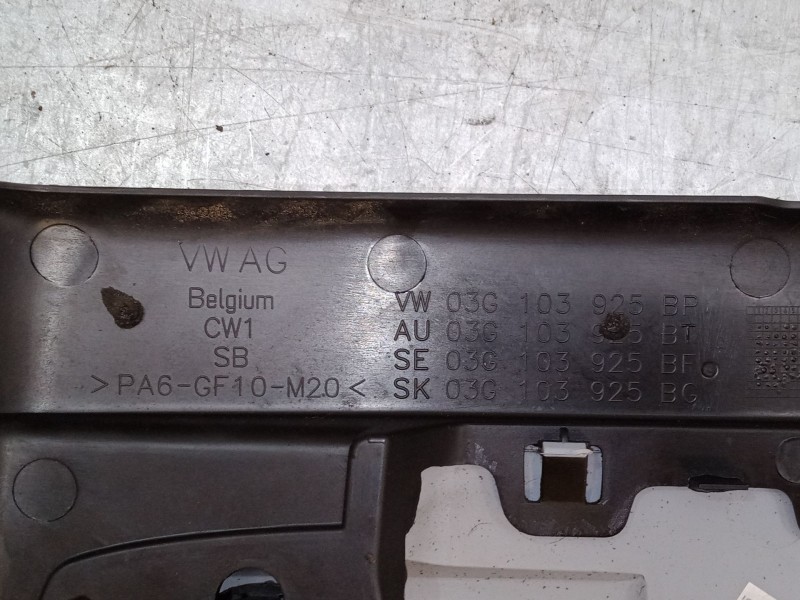 VW AG
Belgium
CW1
SB
>PA6-GF10-M20<
VW 03G 103 925 BP
AU 03G 103 925 BT
SE 03G 103 925 BF
SK 03G 103 925 BG